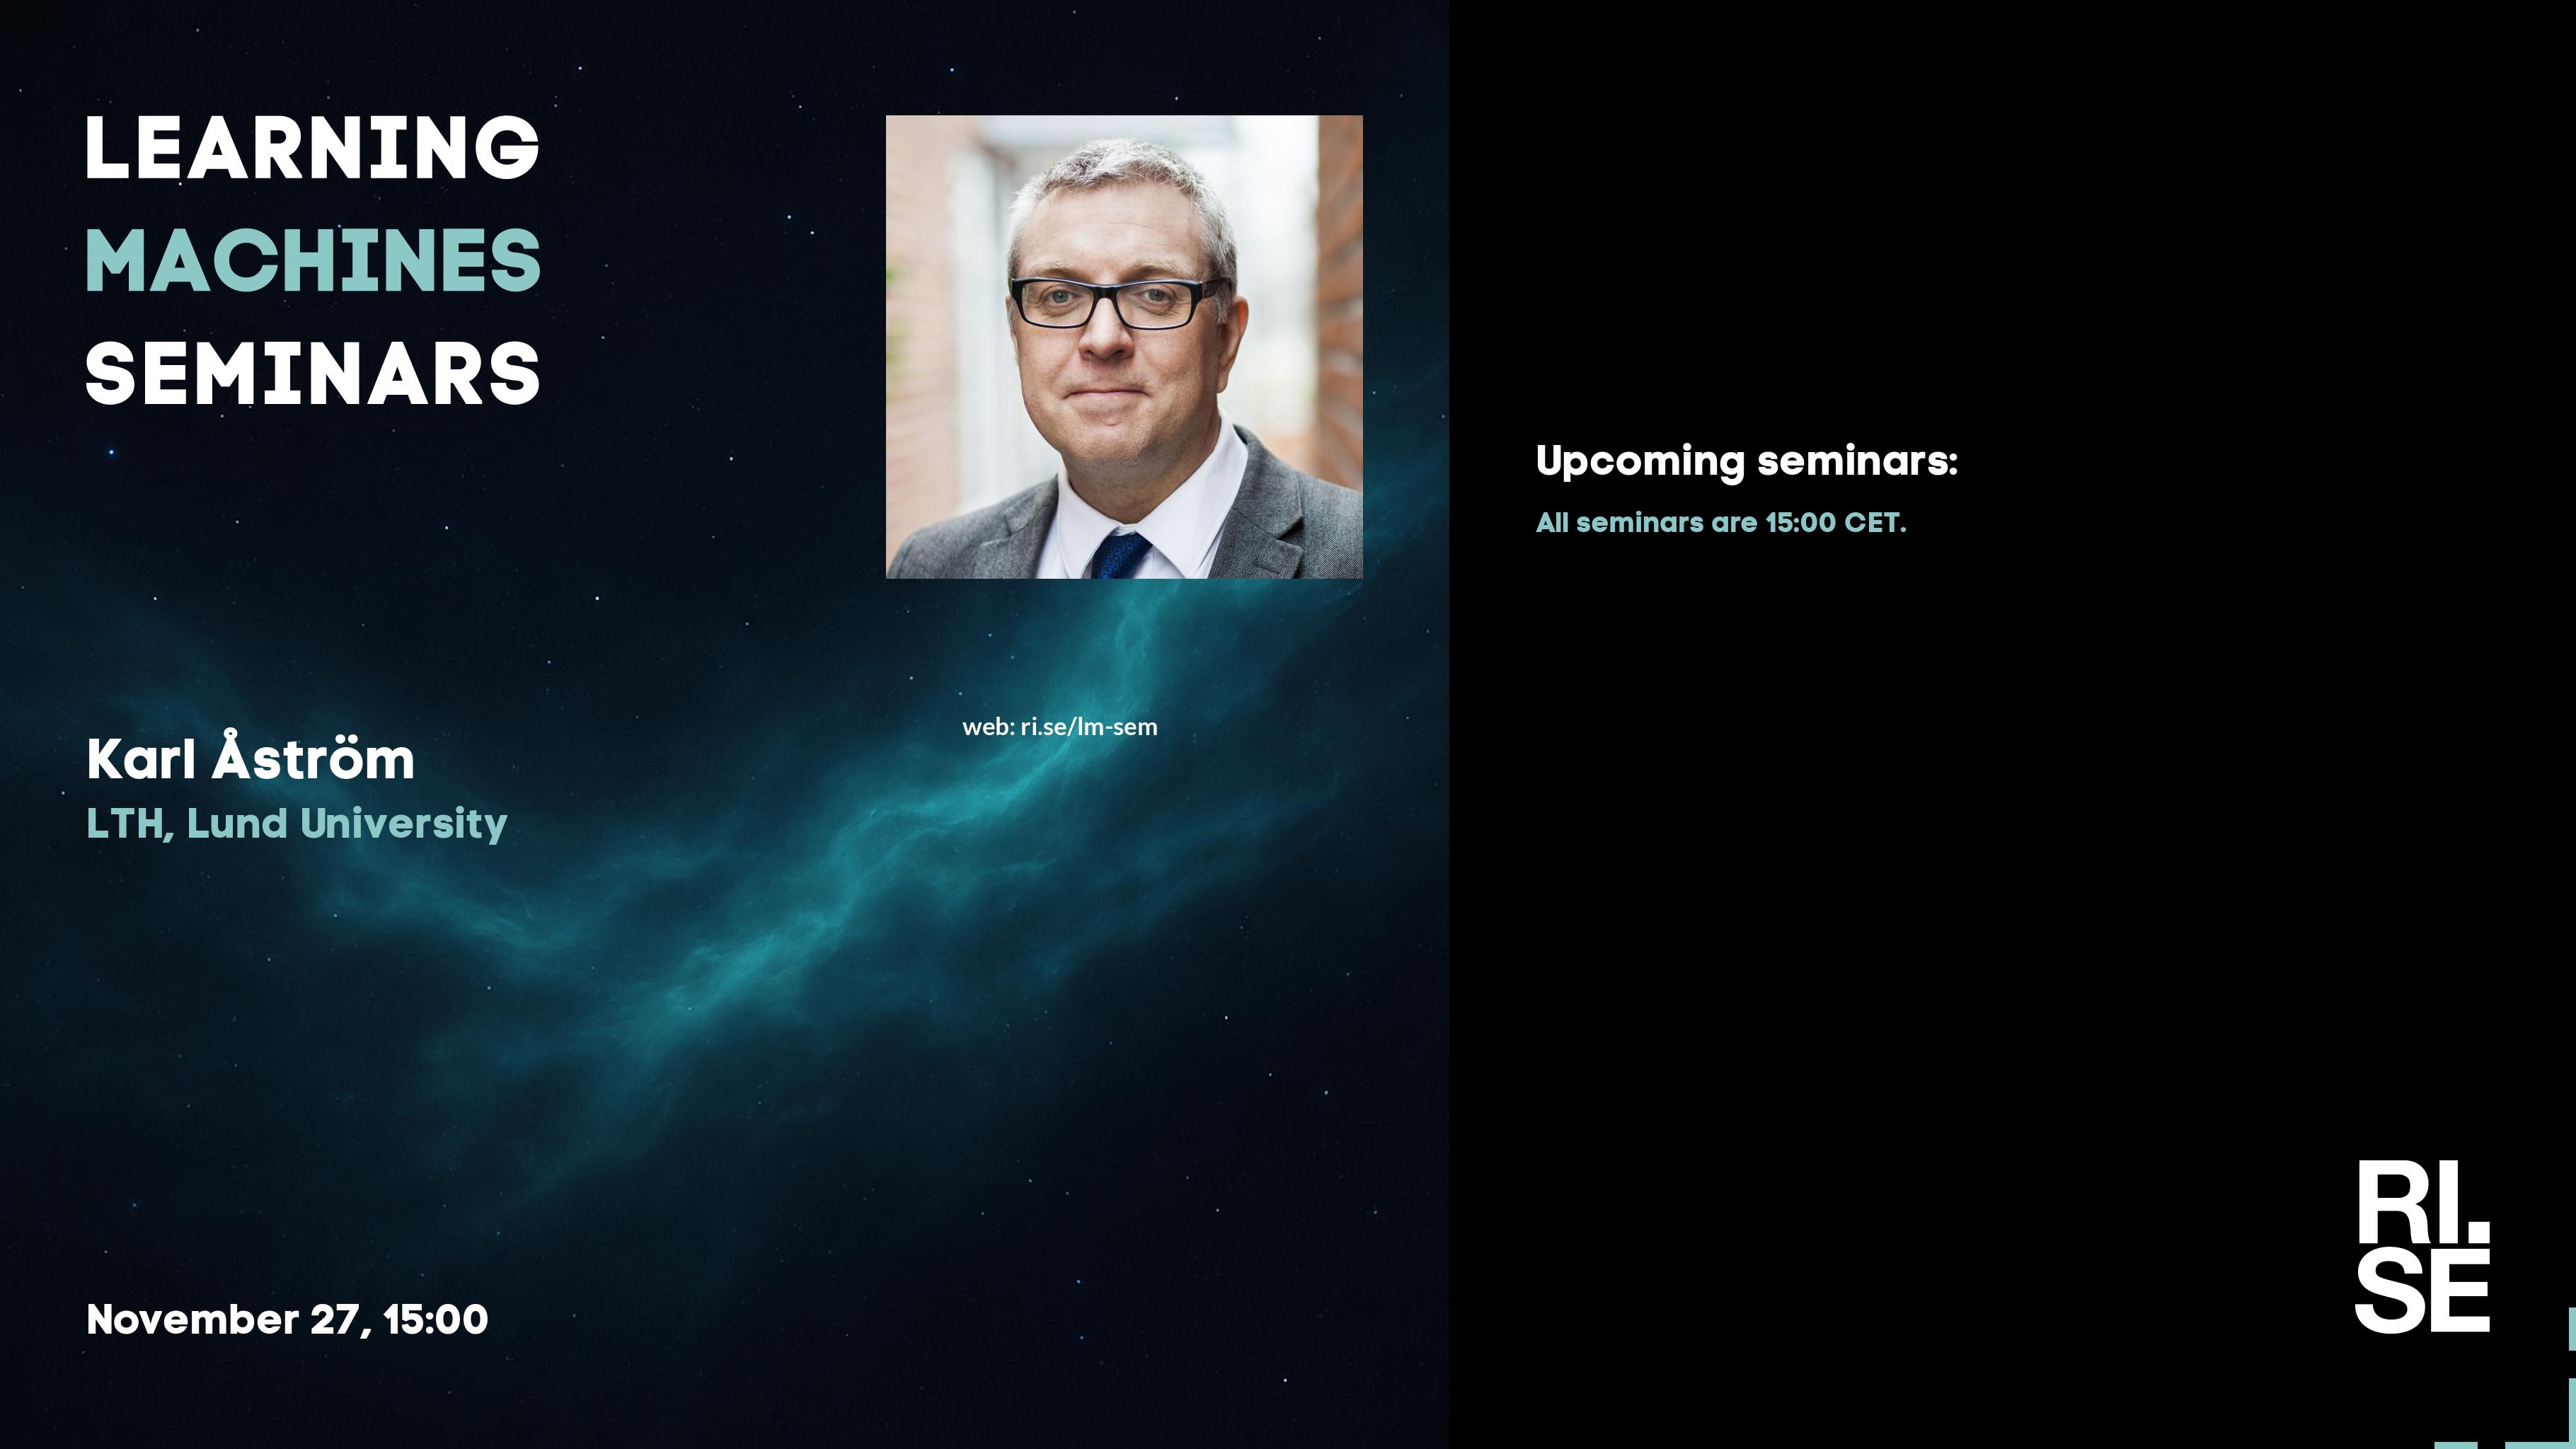 LEARNING
MACHINES
SEMINARS
web: ri.se/lm-sem
Karl Åström
LTH, Lund University
November 27, 15:00
Upcoming seminars:
All seminars are 15:00 CET.
RI.
SE